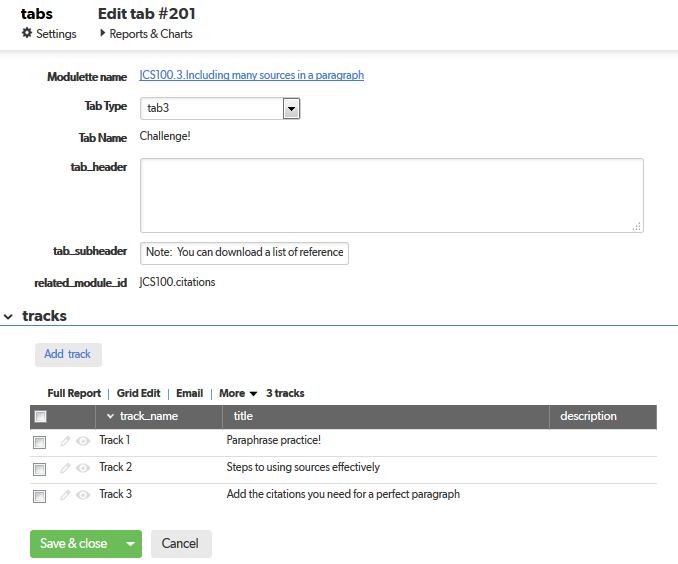 tabs Edit tab #201
Settings Reports & Charts
Modulette name JCS100.3.Including many sources in a paragraph
Tab Type tab3
Tab Name Challenge!
tab_header
tab_subheader Note: You can download a list of reference
related_module_id JCS100.citations
tracks
Add track
Full Report | Grid Edit | Email | More 3 tracks
track_name title description
Track 1 Paraphrase practice!
Track 2 Steps to using sources effectively
Track 3 Add the citations you need for a perfect paragraph
Save & close Cancel